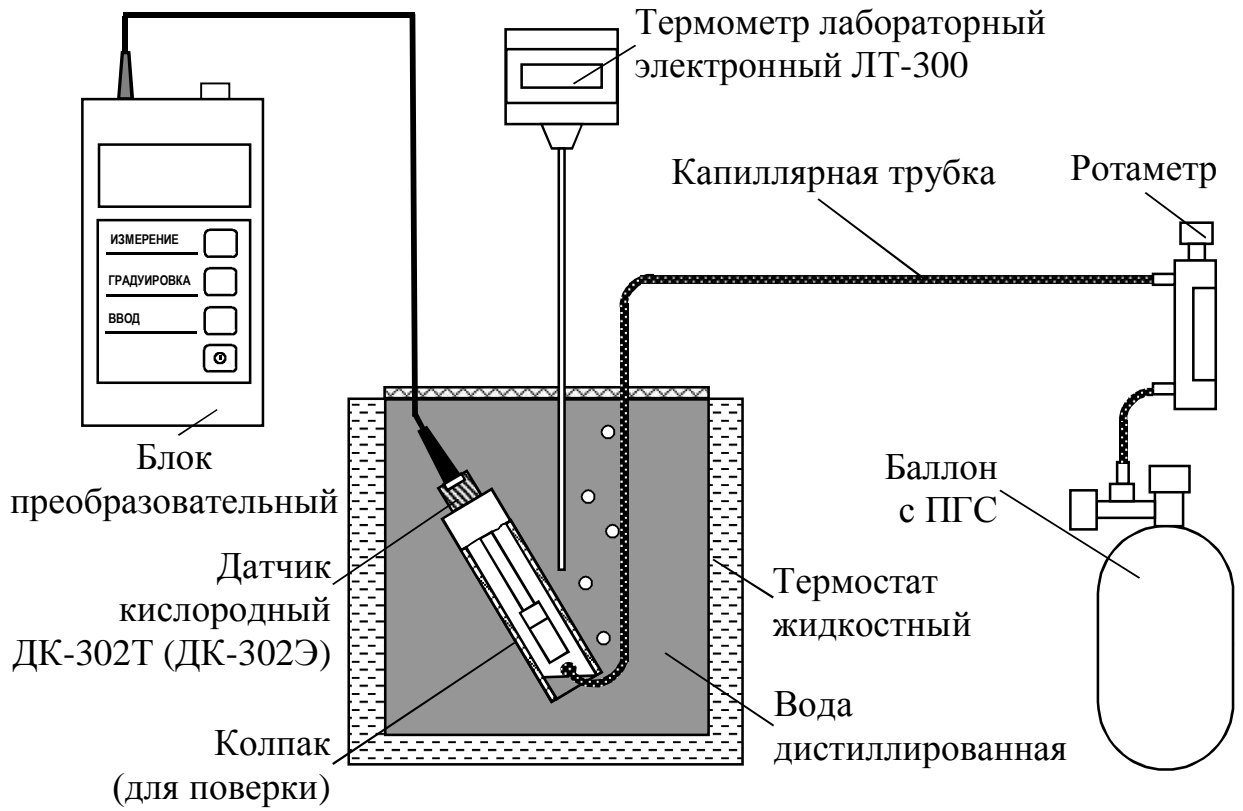 Термометр лабораторный
электронный ЛТ-300
Капиллярная трубка
Ротаметр
ИЗМЕРЕНИЕ
ГРАДУИРОВКА
ВВОД
Блок
преобразовательный
Датчик
кислородный
ДК-302Т (ДК-302Э)
Колпак
(для поверки)
Баллон
с ПГС
Термостат
жидкостный
Вода
дистиллированная